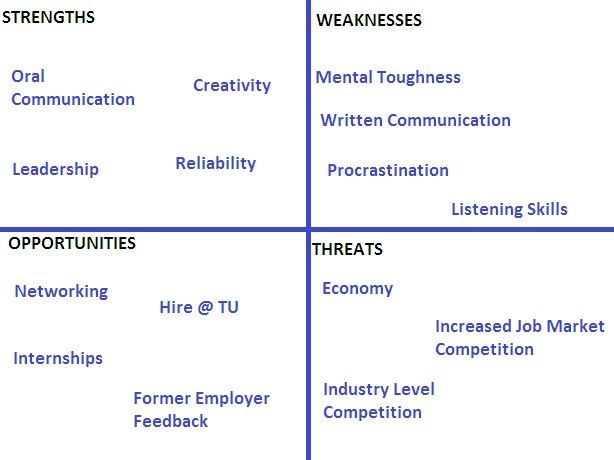 STRENGTHS
Oral
Communication
Creativity
Leadership
Reliability
WEAKNESSES
Mental Toughness
Written Communication
Procrastination
Listening Skills
OPPORTUNITIES
Networking
Hire @ TU
Internships
Former Employer
Feedback
THREATS
Economy
Increased Job Market
Competition
Industry Level
Competition